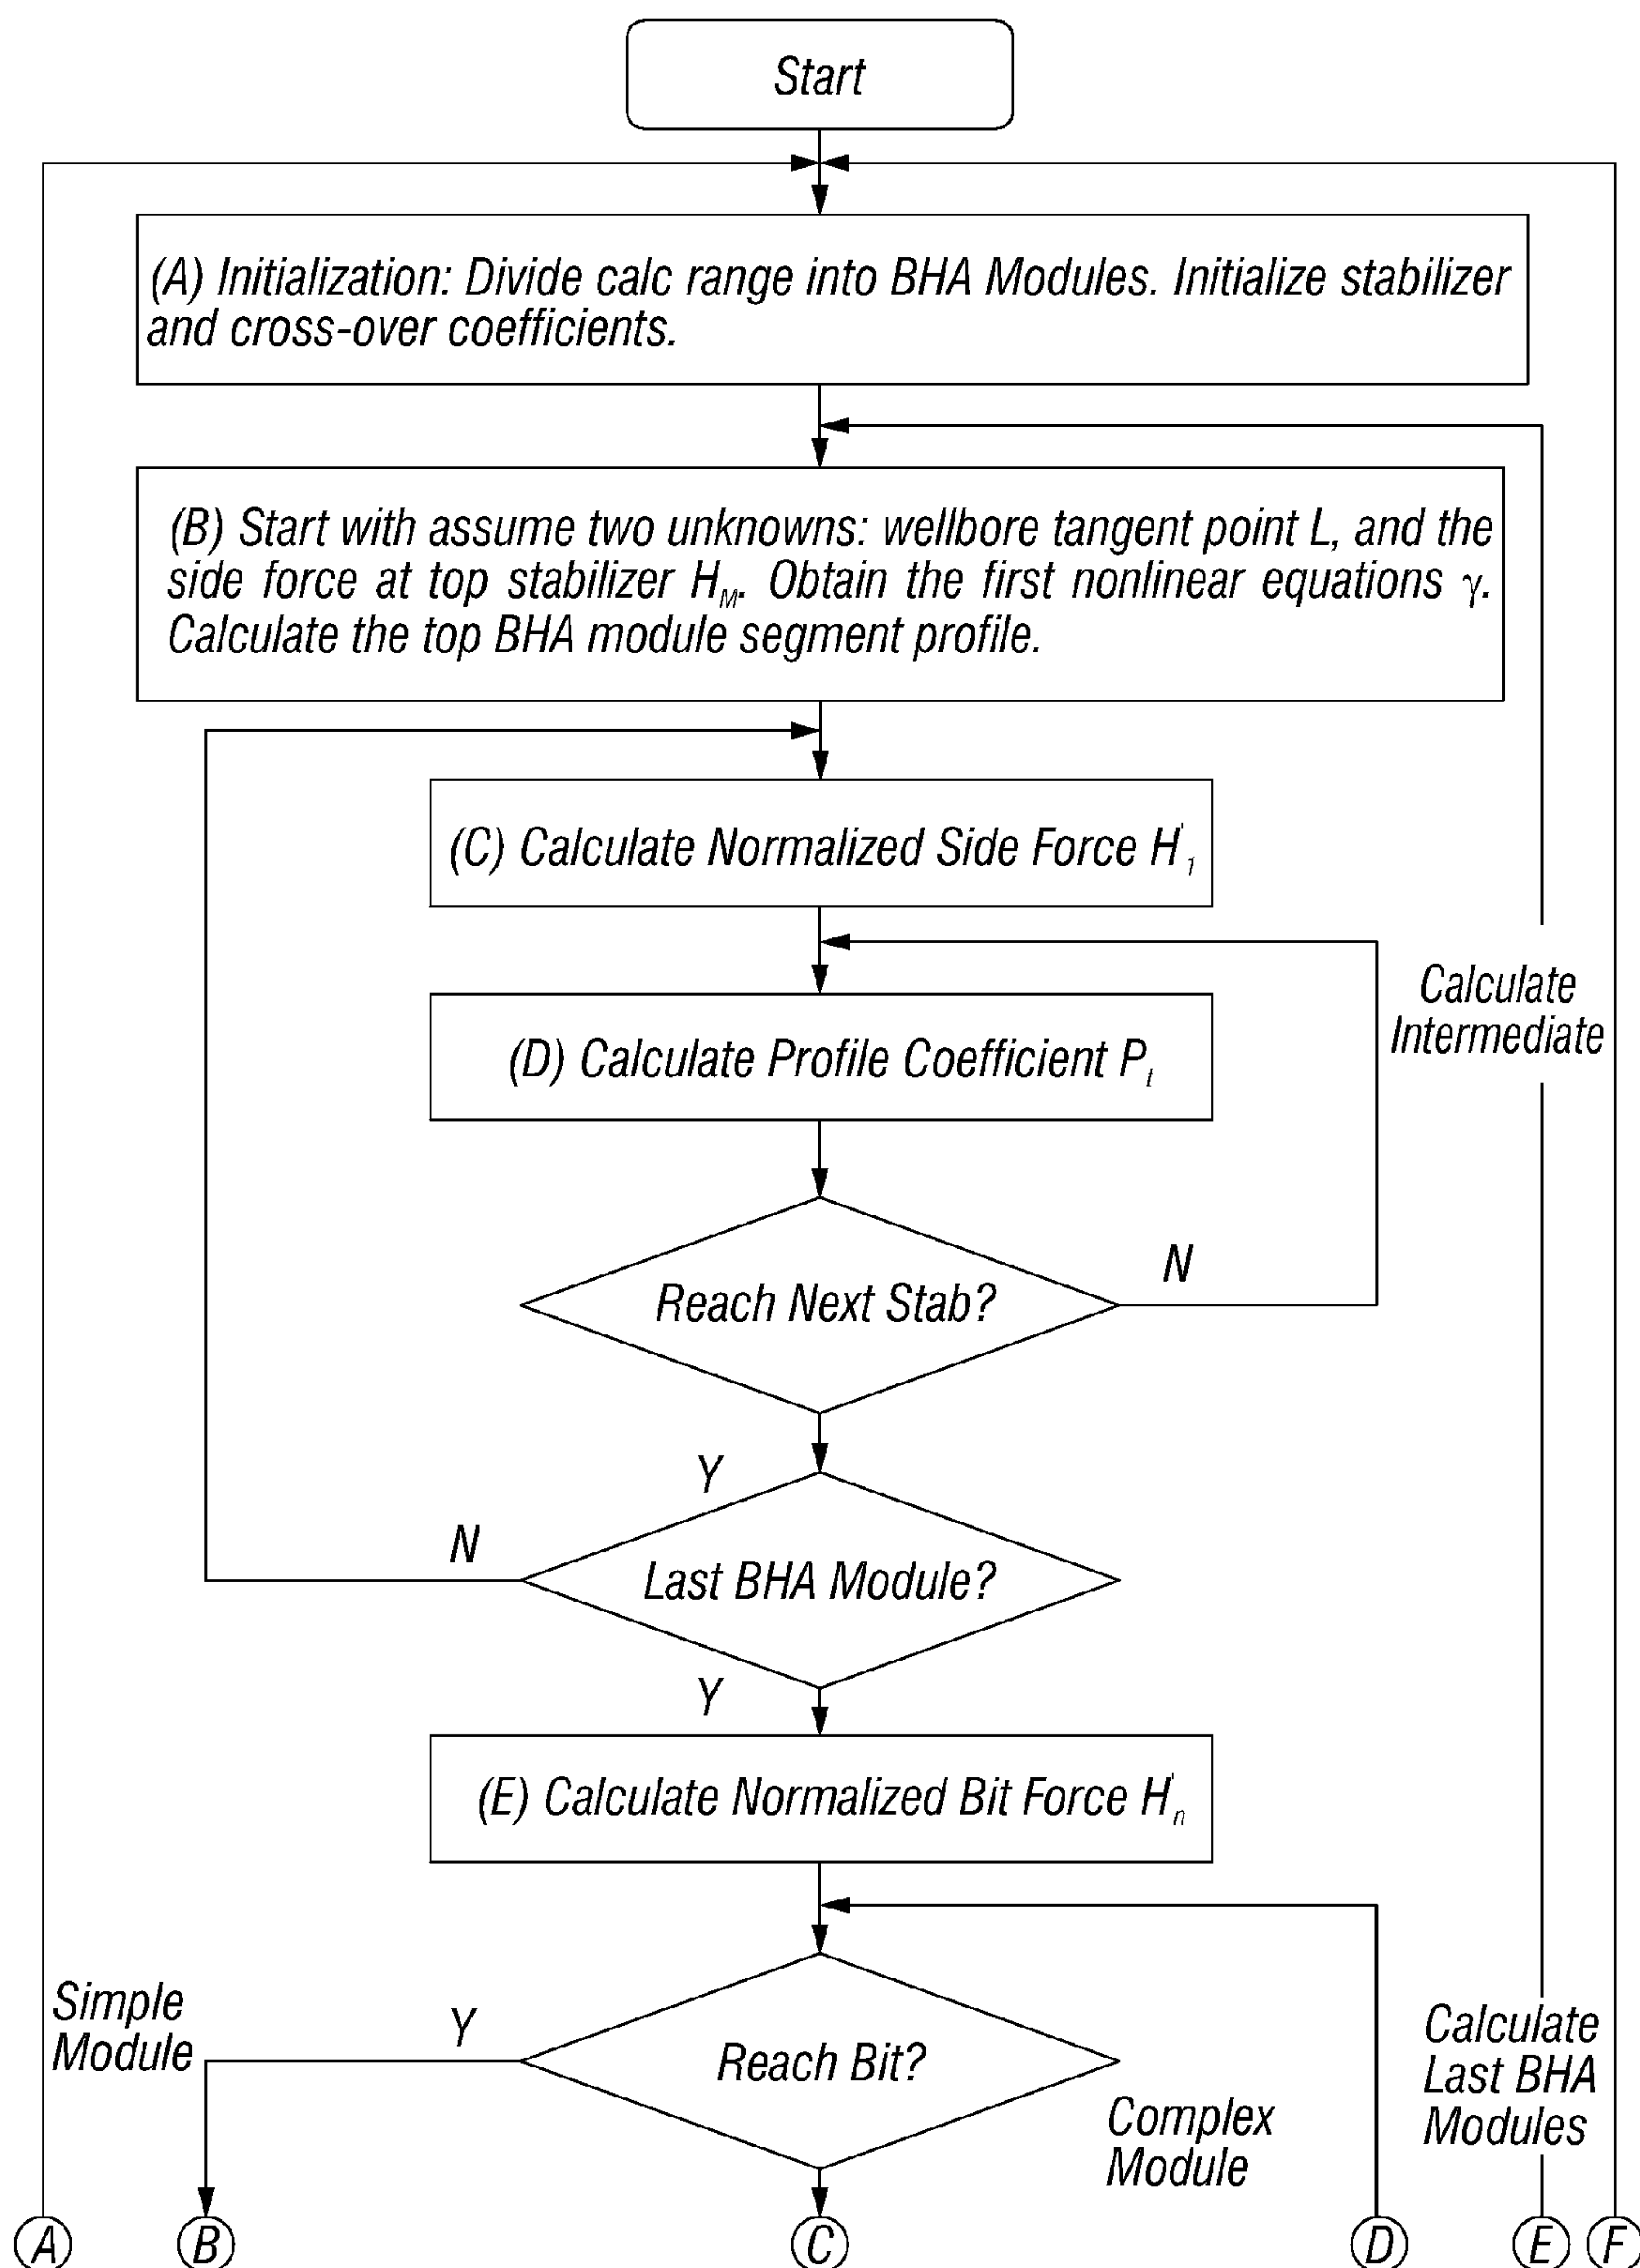 Start
(A) Initialization: Divide calc range into BHA Modules. Initialize stabilizer
and cross-over coefficients.
(B) Start with assume two unknowns: wellbore tangent point L, and the
side force at top stabilizer H_M. Obtain the first nonlinear equations γ.
Calculate the top BHA module segment profile.
(C) Calculate Normalized Side Force H'_1
Calculate
Intermediate
(D) Calculate Profile Coefficient P_t
N
Reach Next Stab?
Y
N
Last BHA Module?
Y
(E) Calculate Normalized Bit Force H'_n
Simple
Module
Y
Reach Bit?
Complex
Module
Calculate
Last BHA
Modules
A
B
C
D
E
F